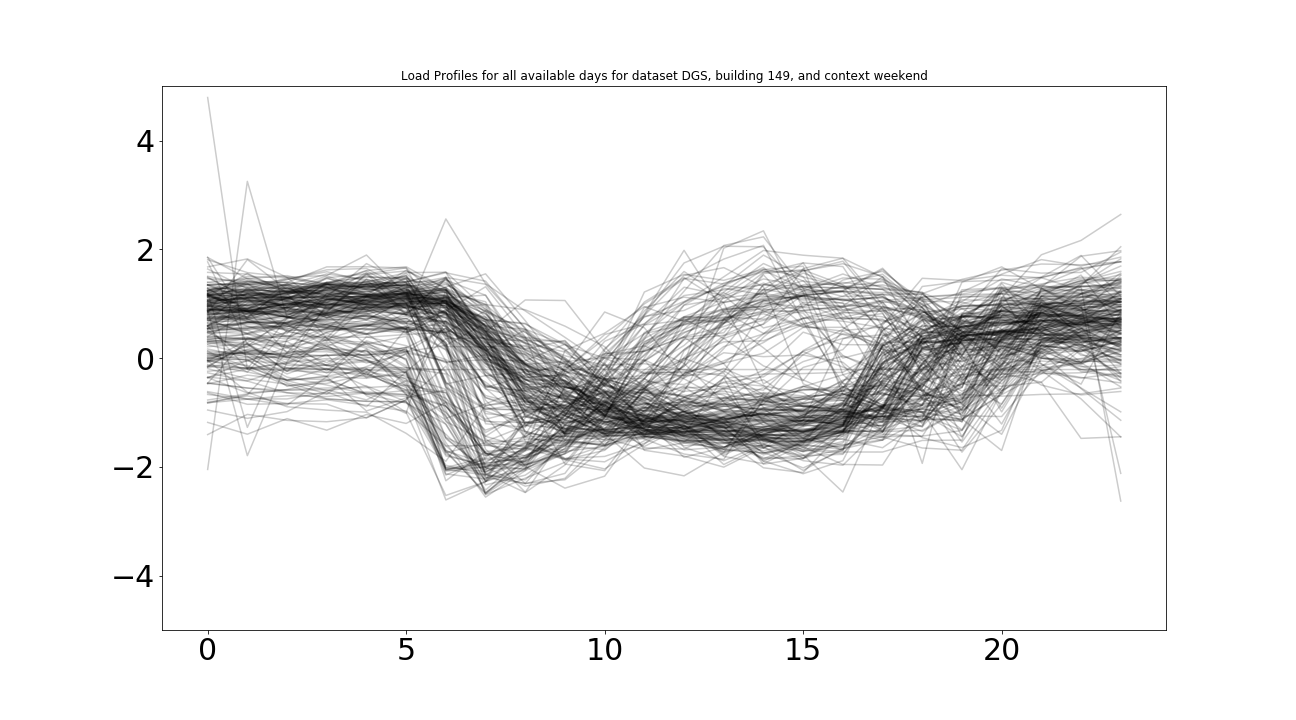 Load Profiles for all available days for dataset DGS, building 149, and context weekend
4
2
0
−2
−4
0 5 10 15 20